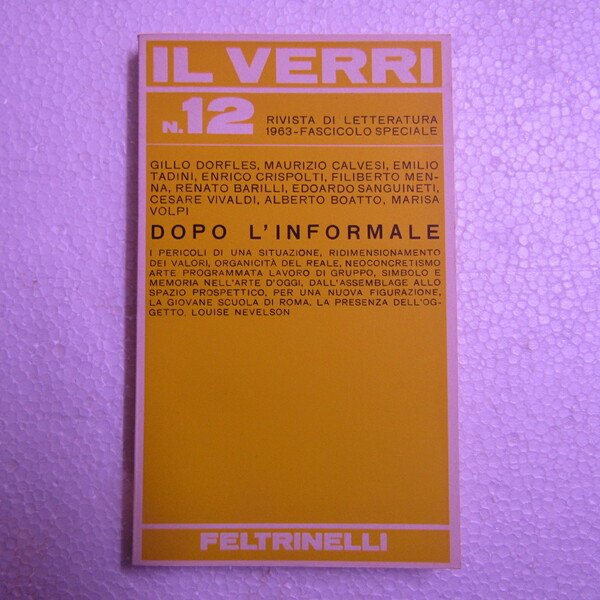 IL VERRI
N. 12
RIVISTA DI LETTERATURA
1963-FASCICOLO SPECIALE
GILLO DORFLES, MAURIZIO CALVESI, EMILIO
TADINI, ENRICO CRISPOLTI, FILIBERTO MEN-
NA, RENATO BARILLI, EDOARDO SANGUINETI,
CESARE VIVALDI, ALBERTO BOATTO, MARISA
VOLPI
DOPO L'INFORMALE
I PERICOLI DI UNA SITUAZIONE, RIDIMENSIONAMENTO
DEI VALORI, ORGANICITÀ DEL REALE, NEOCONCRETISMO
ARTE PROGRAMMATA LAVORO DI GRUPPO, SIMBOLO E
MEMORIA NELL'ARTE D'OGGI, DALL'ASSEMBLAGE ALLO
SPAZIO PROSPETTICO, PER UNA NUOVA FIGURAZIONE,
LA GIOVANE SCUOLA DI ROMA. LA PRESENZA DELL'OG-
GETTO. LOUISE NEVELSON
FELTRINELLI